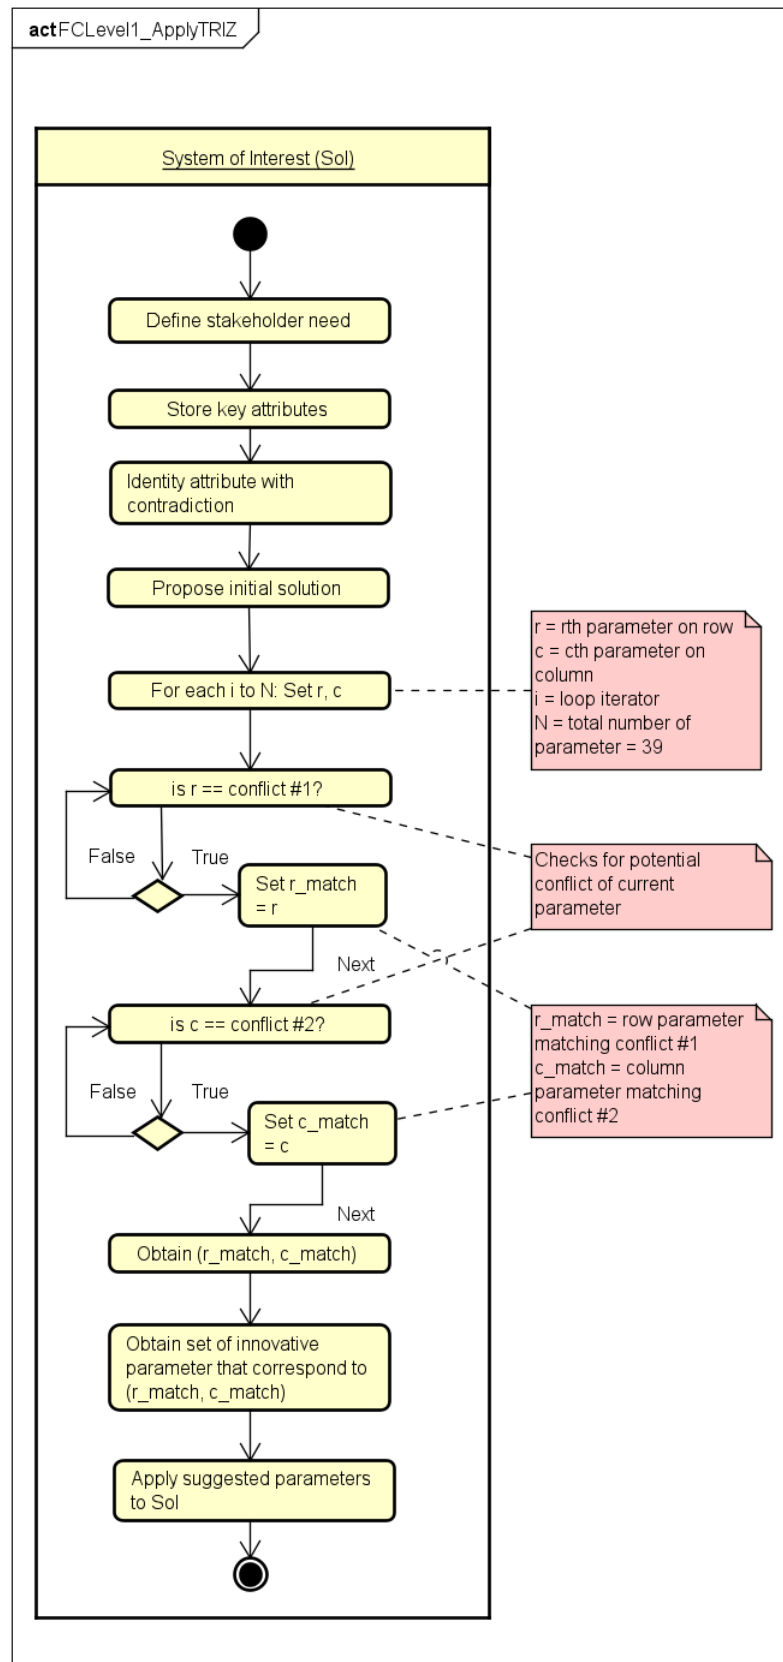 actFCLevel1_ApplyTRIZ
System of Interest (SoI)
Define stakeholder need
Store key attributes
Identity attribute with
contradiction
Propose initial solution
For each i to N: Set r, c
r = rth parameter on row
c = cth parameter on
column
i = loop iterator
N = total number of
parameter = 39
is r == conflict #1?
False
True
Set r_match
= r
Next
Checks for potential
conflict of current
parameter
is c == conflict #2?
False
True
Set c_match
= c
Next
r_match = row parameter
matching conflict #1
c_match = column
parameter matching
conflict #2
Obtain (r_match, c_match)
Obtain set of innovative
parameter that correspond to
(r_match, c_match)
Apply suggested parameters
to SoI